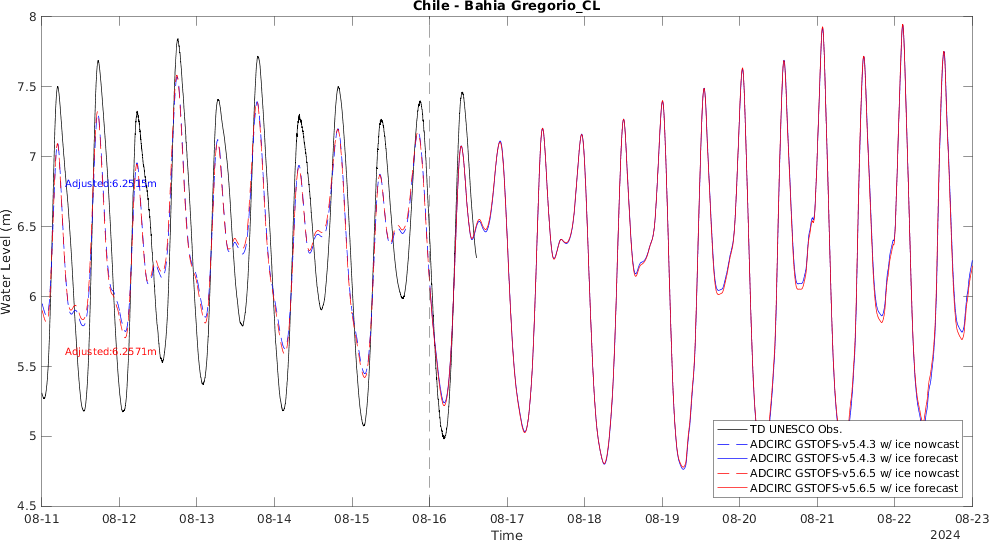 Chile - Bahia Gregorio_CL
8
7.5
7
6.5
6
5.5
5
4.5
Water Level (m)
Adjusted:6.2515m
Adjusted:6.2571m
TD UNESCO Obs.
ADCIRC GSTOFS-v5.4.3 w/ ice nowcast
ADCIRC GSTOFS-v5.4.3 w/ ice forecast
ADCIRC GSTOFS-v5.6.5 w/ ice nowcast
ADCIRC GSTOFS-v5.6.5 w/ ice forecast
08-11 08-12 08-13 08-14 08-15 08-16 08-17 08-18 08-19 08-20 08-21 08-22 08-23
Time
2024